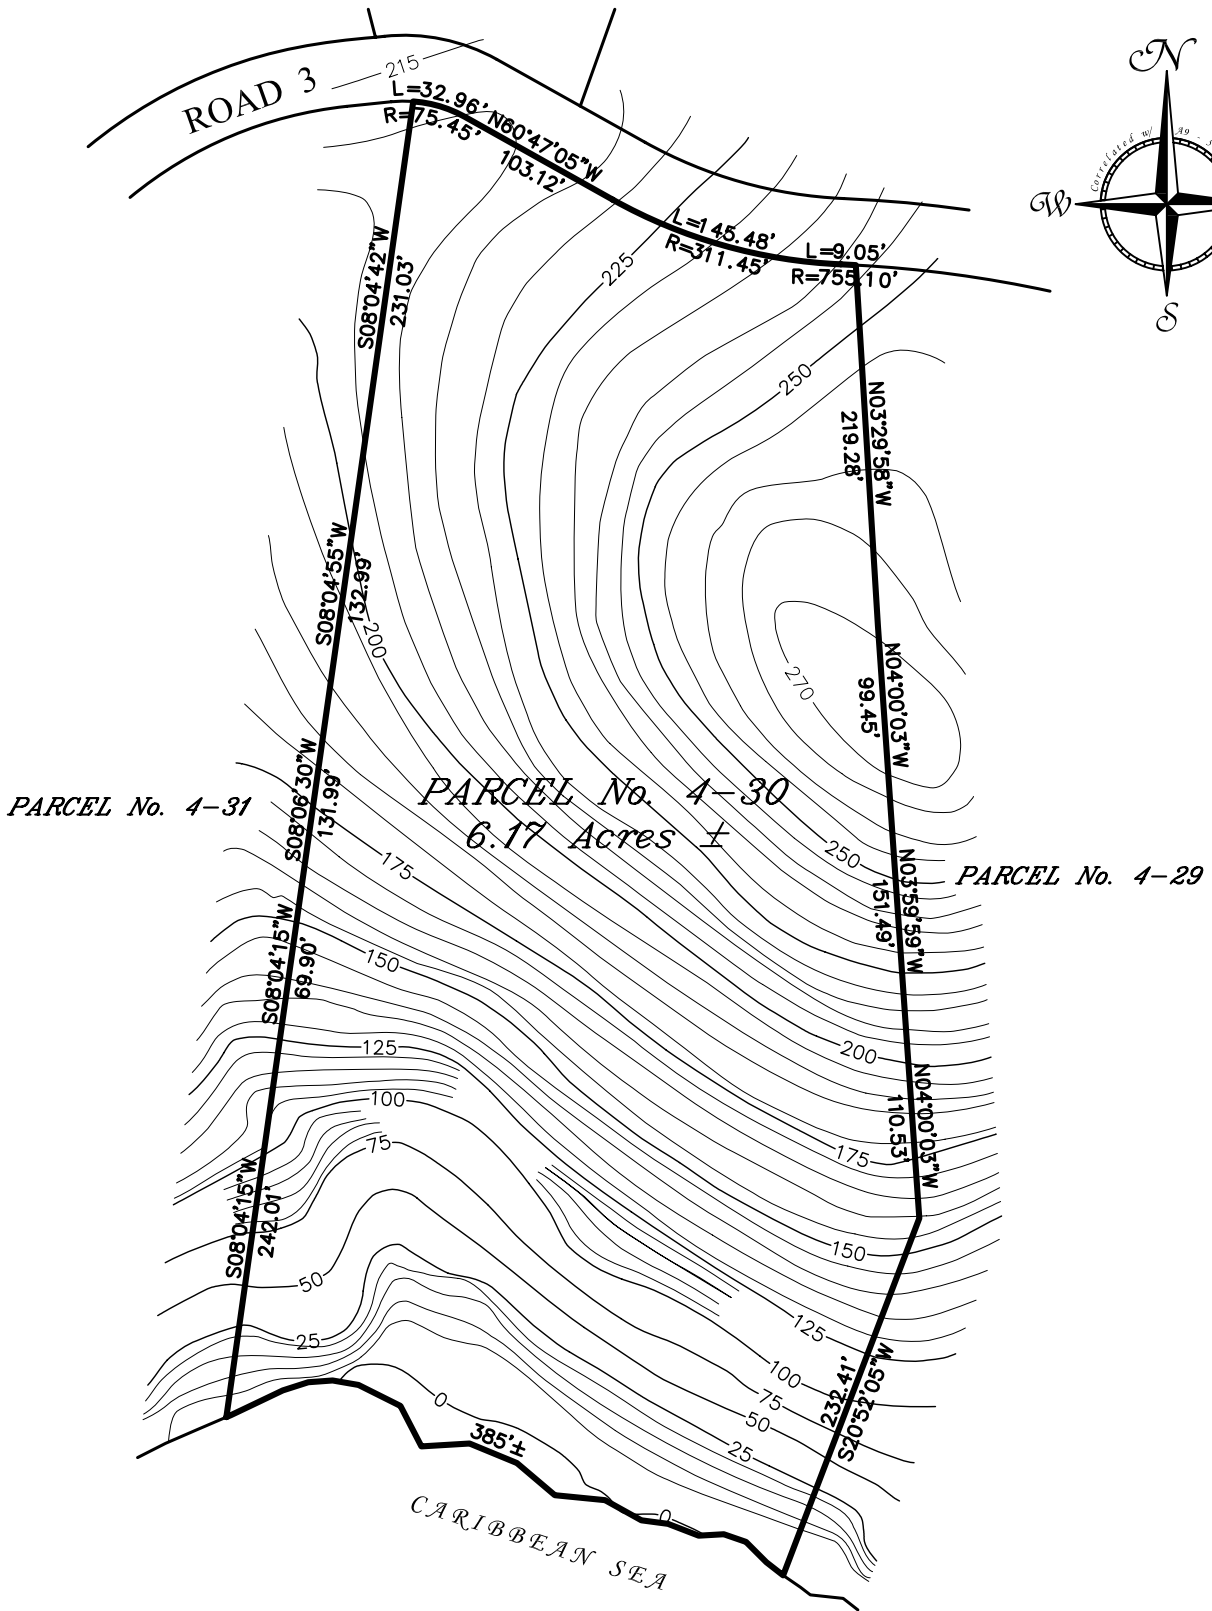 N
Correlated w/ A9 -
W
S
215
ROAD 3
L=32.96'
R=75.45'
N60°47'05"W
103.12'
L=145.48'
R=311.45'
L=9.05'
R=755.10'
225
250
S08°04'42"W
231.03'
N03°29'58"W
219.28'
S08°04'55"W
132.99'
200
270
N04°00'03"W
99.45'
PARCEL No. 4-31
S08°06'30"W
131.99'
PARCEL No. 4-30
6.17 Acres ±
175
250
PARCEL No. 4-29
N03°59'59"W
151.49'
S08°04'15"W
69.90'
150
125
200
100
75
N04°00'03"W
110.53'
175
S08°04'15"W
242.01'
150
50
25
125
100
75
50
25
232.41'
S20°52'05"W
0
385'±
0
CARIBBEAN SEA